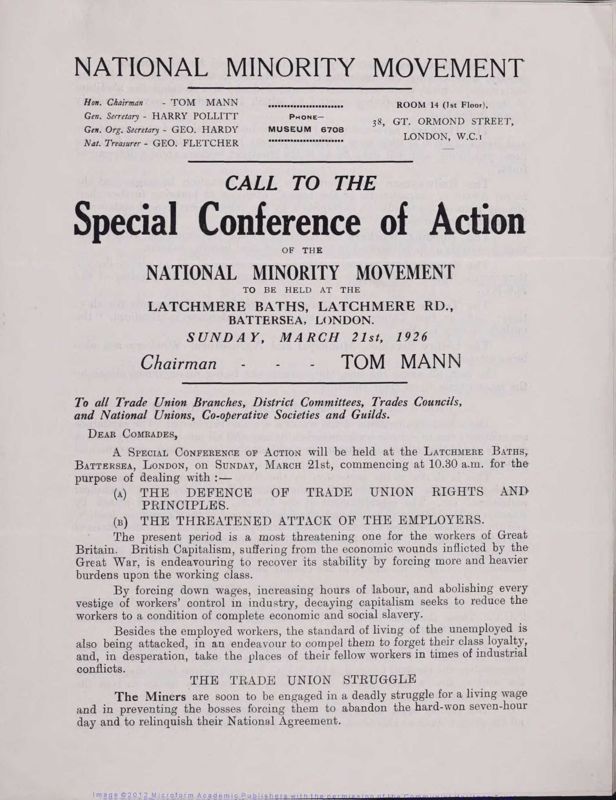 NATIONAL MINORITY MOVEMENT
Hon. Chairman - TOM MANN
Gen. Secretary - HARRY POLLITT
Gen. Org. Secretary - GEO. HARDY
Nat. Treasurer - GEO. FLETCHER
PHONE—
MUSEUM 6708
ROOM 14 (1st Floor),
38, GT. ORMOND STREET,
LONDON, W.C.1
CALL TO THE
Special Conference of Action
OF THE
NATIONAL MINORITY MOVEMENT
TO BE HELD AT THE
LATCHMERE BATHS, LATCHMERE RD.,
BATTERSEA, LONDON.
SUNDAY, MARCH 21st, 1926
Chairman - - - TOM MANN
To all Trade Union Branches, District Committees, Trades Councils,
and National Unions, Co-operative Societies and Guilds.
DEAR COMRADES,
A SPECIAL CONFERENCE OF ACTION will be held at the LATCHMERE BATHS,
BATTERSEA, LONDON, on SUNDAY, MARCH 21st, commencing at 10.30 a.m. for the
purpose of dealing with :—
(A) THE DEFENCE OF TRADE UNION RIGHTS AND
PRINCIPLES.
(B) THE THREATENED ATTACK OF THE EMPLOYERS.
The present period is a most threatening one for the workers of Great
Britain. British Capitalism, suffering from the economic wounds inflicted by the
Great War, is endeavouring to recover its stability by forcing more and heavier
burdens upon the working class.
By forcing down wages, increasing hours of labour, and abolishing every
vestige of workers' control in industry, decaying capitalism seeks to reduce the
workers to a condition of complete economic and social slavery.
Besides the employed workers, the standard of living of the unemployed is
also being attacked, in an endeavour to compel them to forget their class loyalty,
and, in desperation, take the places of their fellow workers in times of industrial
conflicts.
THE TRADE UNION STRUGGLE
The Miners are soon to be engaged in a deadly struggle for a living wage
and in preventing the bosses forcing them to abandon the hard-won seven-hour
day and to relinquish their National Agreement.
Image ©2012 Microform Academic Publishers with the permission of the Communist